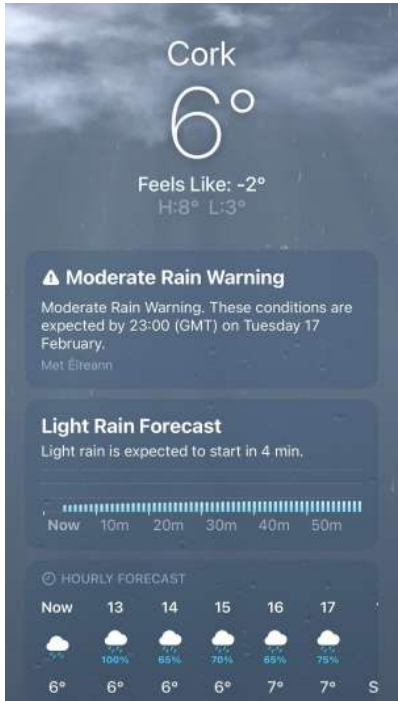 Cork
6°
Feels Like: -2°
H:8° L:3°
Moderate Rain Warning
Moderate Rain Warning. These conditions are
expected by 23:00 (GMT) on Tuesday 17
February.
Met Éireann
Light Rain Forecast
Light rain is expected to start in 4 min.
Now 10m 20m 30m 40m 50m
HOURLY FORECAST
Now 13 14 15 16 17
100% 65% 70% 65% 75%
6° 6° 6° 6° 7° 7° S